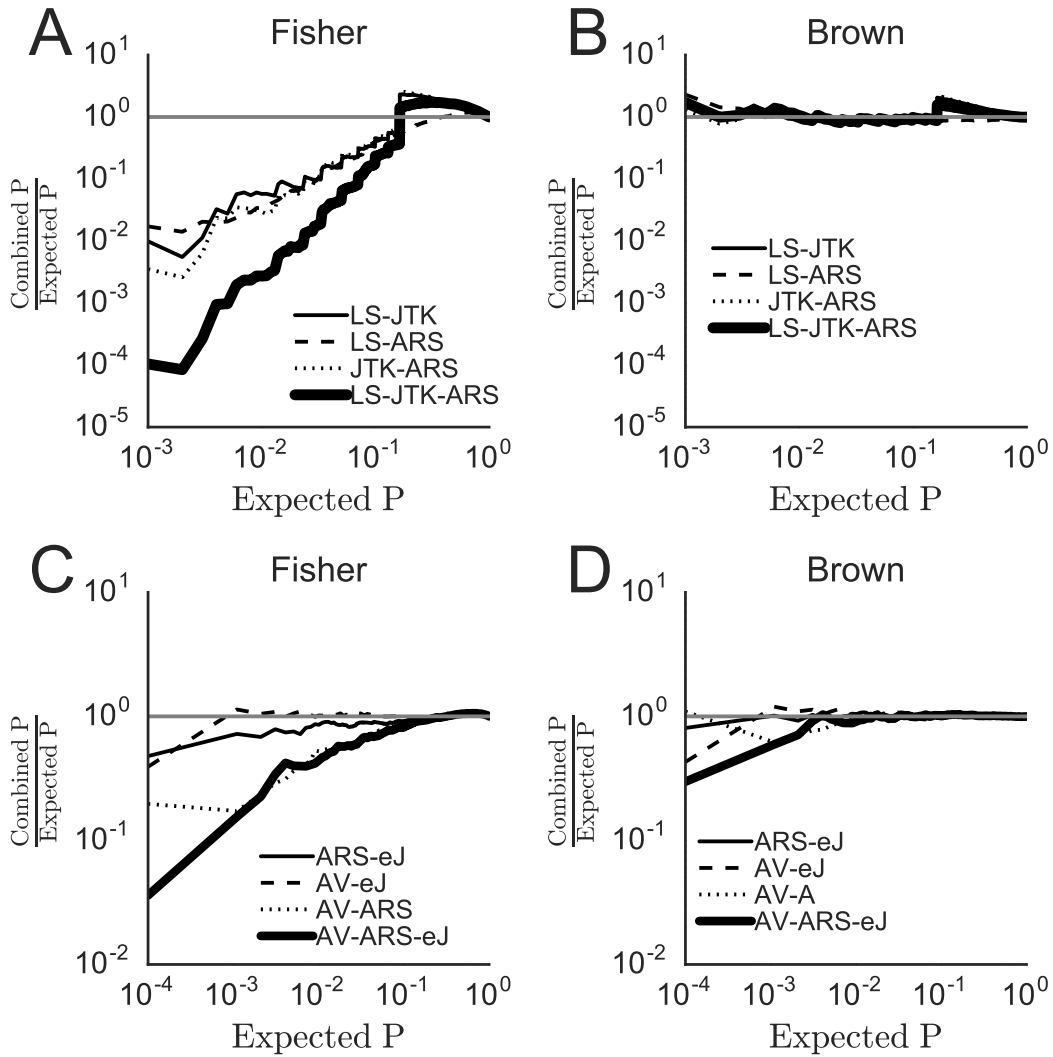 A
Fisher
10^1
10^0
10^-1
10^-2
10^-3
10^-4
10^-5
Combined P
Expected P
LS-JTK
LS-ARS
JTK-ARS
LS-JTK-ARS
10^-3
10^-2
10^-1
10^0
Expected P
B
Brown
10^1
10^0
10^-1
10^-2
10^-3
10^-4
10^-5
Combined P
Expected P
LS-JTK
LS-ARS
JTK-ARS
LS-JTK-ARS
10^-3
10^-2
10^-1
10^0
Expected P
C
Fisher
10^1
10^0
10^-1
10^-2
Combined P
Expected P
ARS-eJ
AV-eJ
AV-ARS
AV-ARS-eJ
10^-4
10^-3
10^-2
10^-1
10^0
Expected P
D
Brown
10^1
10^0
10^-1
10^-2
Combined P
Expected P
ARS-eJ
AV-eJ
AV-A
AV-ARS-eJ
10^-4
10^-3
10^-2
10^-1
10^0
Expected P